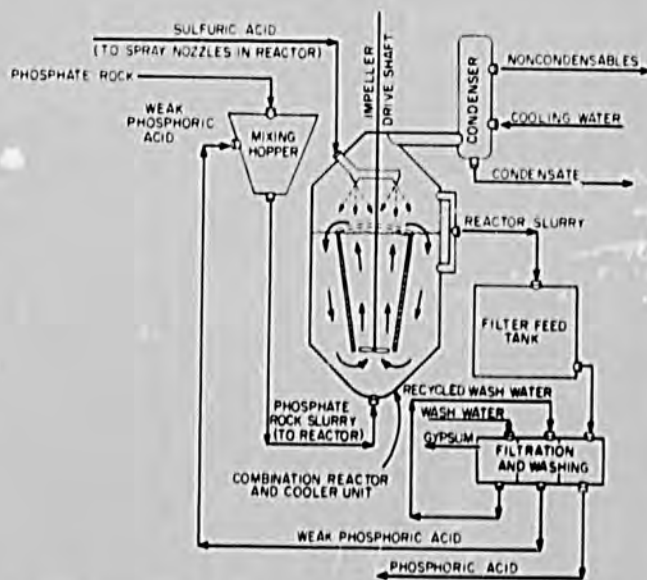 SULFURIC ACID
(TO SPRAY NOZZLES IN REACTOR)
PHOSPHATE ROCK
WEAK
PHOSPHORIC
ACID
MIXING
HOPPER
IMPELLER
DRIVE SHAFT
CONDENSER
NONCONDENSABLES
COOLING WATER
CONDENSATE
REACTOR SLURRY
FILTER FEED
TANK
RECYCLED WASH WATER
WASH WATER
GYPSUM
FILTRATION
AND WASHING
PHOSPHATE
ROCK SLURRY
(TO REACTOR)
COMBINATION REACTOR
AND COOLER UNIT
WEAK PHOSPHORIC ACID
PHOSPHORIC ACID